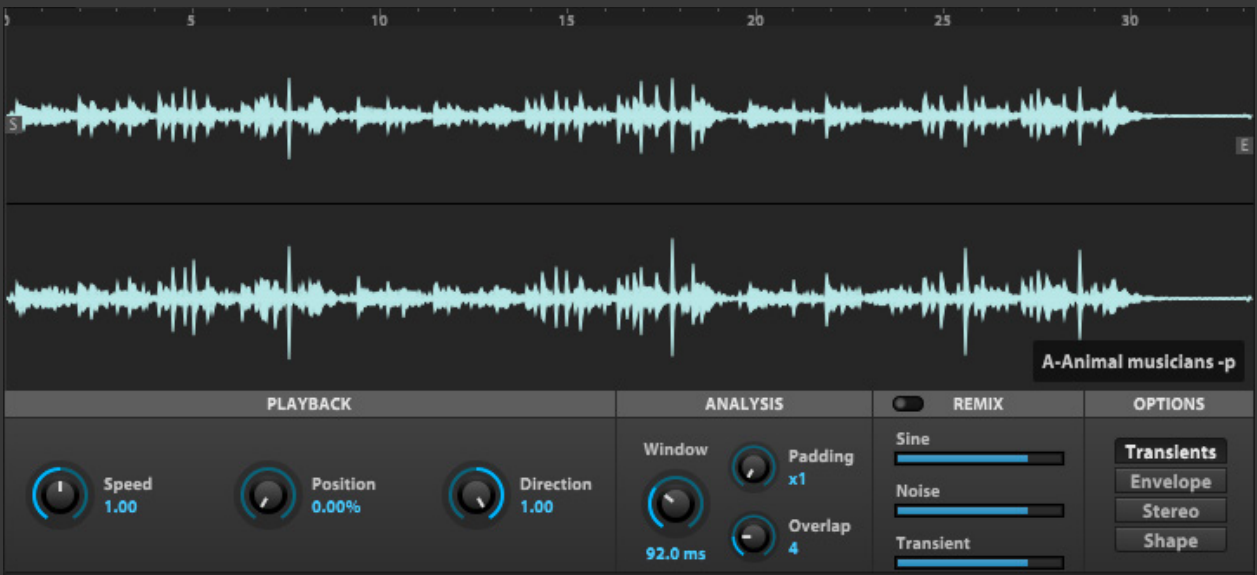 5 10 15 20 25 30
S
E
A-Animal musicians -p
PLAYBACK ANALYSIS REMIX OPTIONS
Speed
1.00
Position
0.00%
Direction
1.00
Window
92.0 ms
Padding
x1
Overlap
4
Sine
Noise
Transient
Transients
Envelope
Stereo
Shape